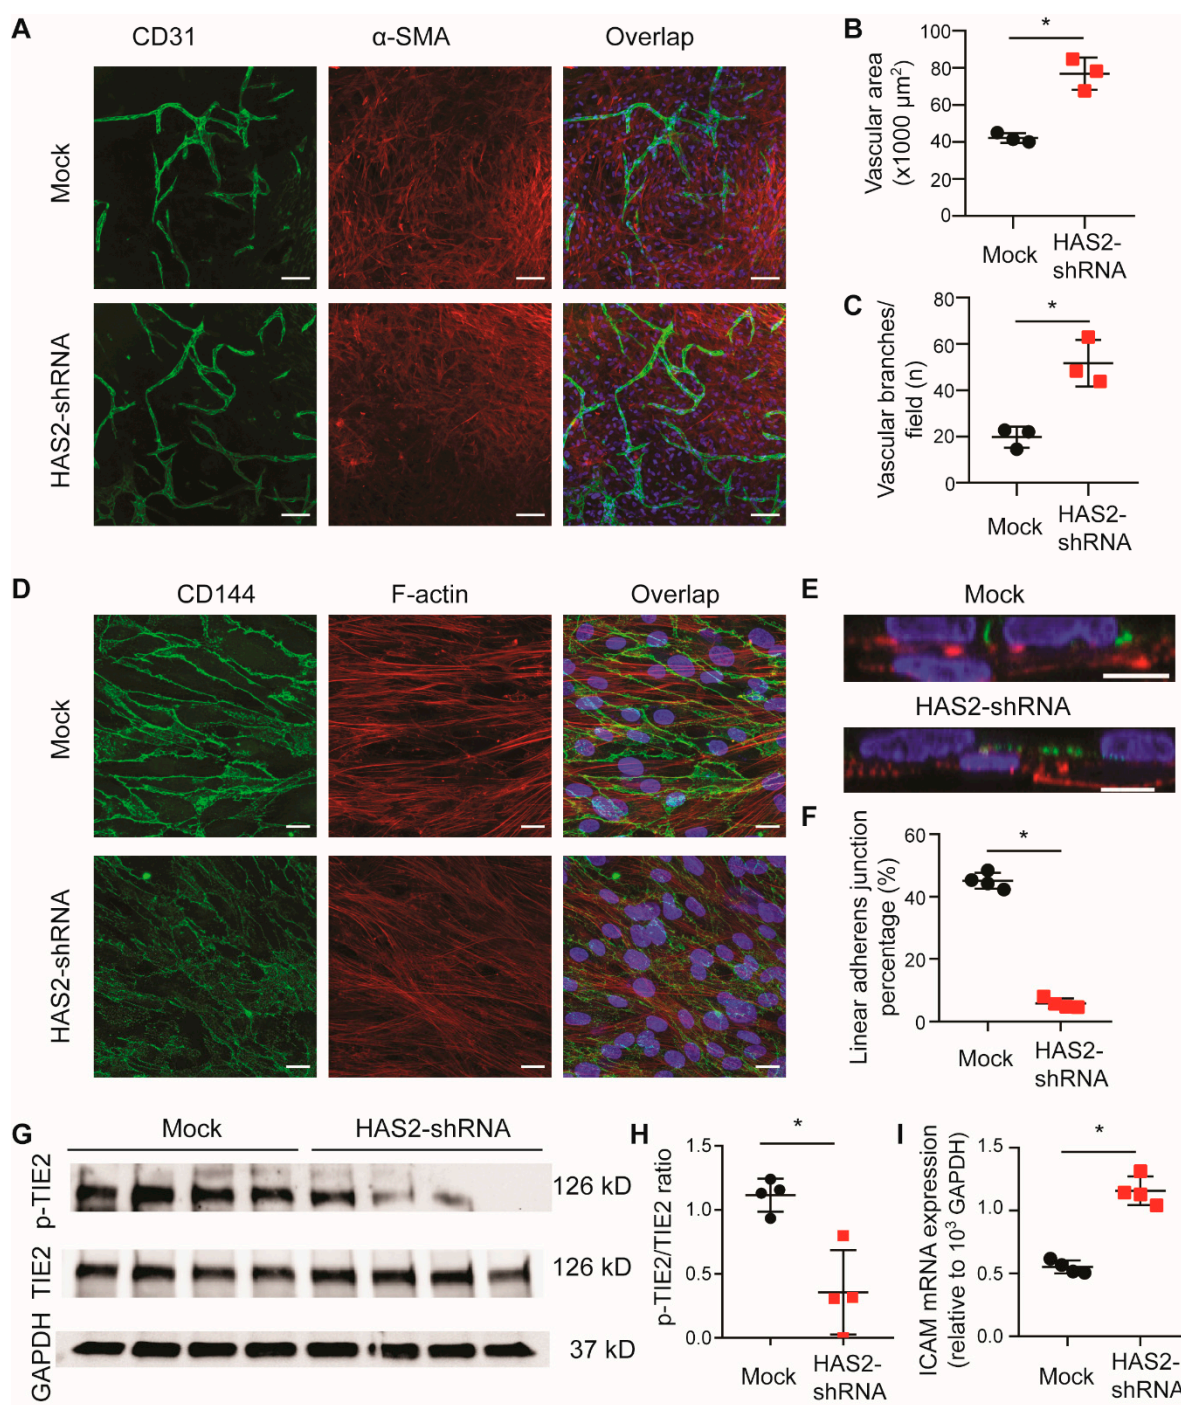 A
CD31
α-SMA
Overlap
Mock
HAS2-shRNA
B
Vascular area
(x1000 μm²)
100
80
60
40
20
0
*
Mock
HAS2-
shRNA
C
Vascular branches/
field (n)
80
60
40
20
0
*
Mock
HAS2-
shRNA
D
CD144
F-actin
Overlap
Mock
HAS2-shRNA
E
Mock
HAS2-shRNA
F
Linear adherens junction
percentage (%)
60
40
20
0
*
Mock
HAS2-
shRNA
G
Mock
HAS2-shRNA
p-TIE2
126 kD
TIE2
126 kD
GAPDH
37 kD
H
p-TIE2/TIE2 ratio
1.5
1.0
0.5
0.0
*
Mock
HAS2-
shRNA
I
ICAM mRNA expression
(relative to 10³ GAPDH)
1.5
1.0
0.5
0.0
*
Mock
HAS2-
shRNA